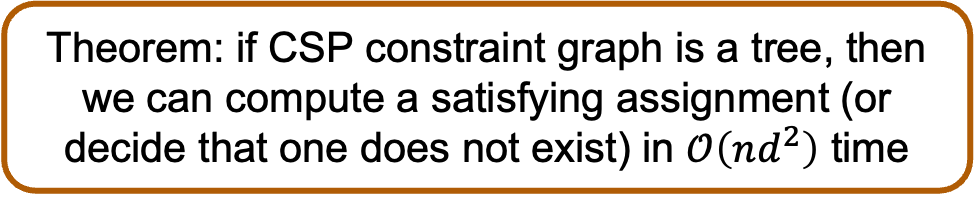 Theorem: if CSP constraint graph is a tree, then
we can compute a satisfying assignment (or
decide that one does not exist) in 𝒪(𝑛𝑑²) time